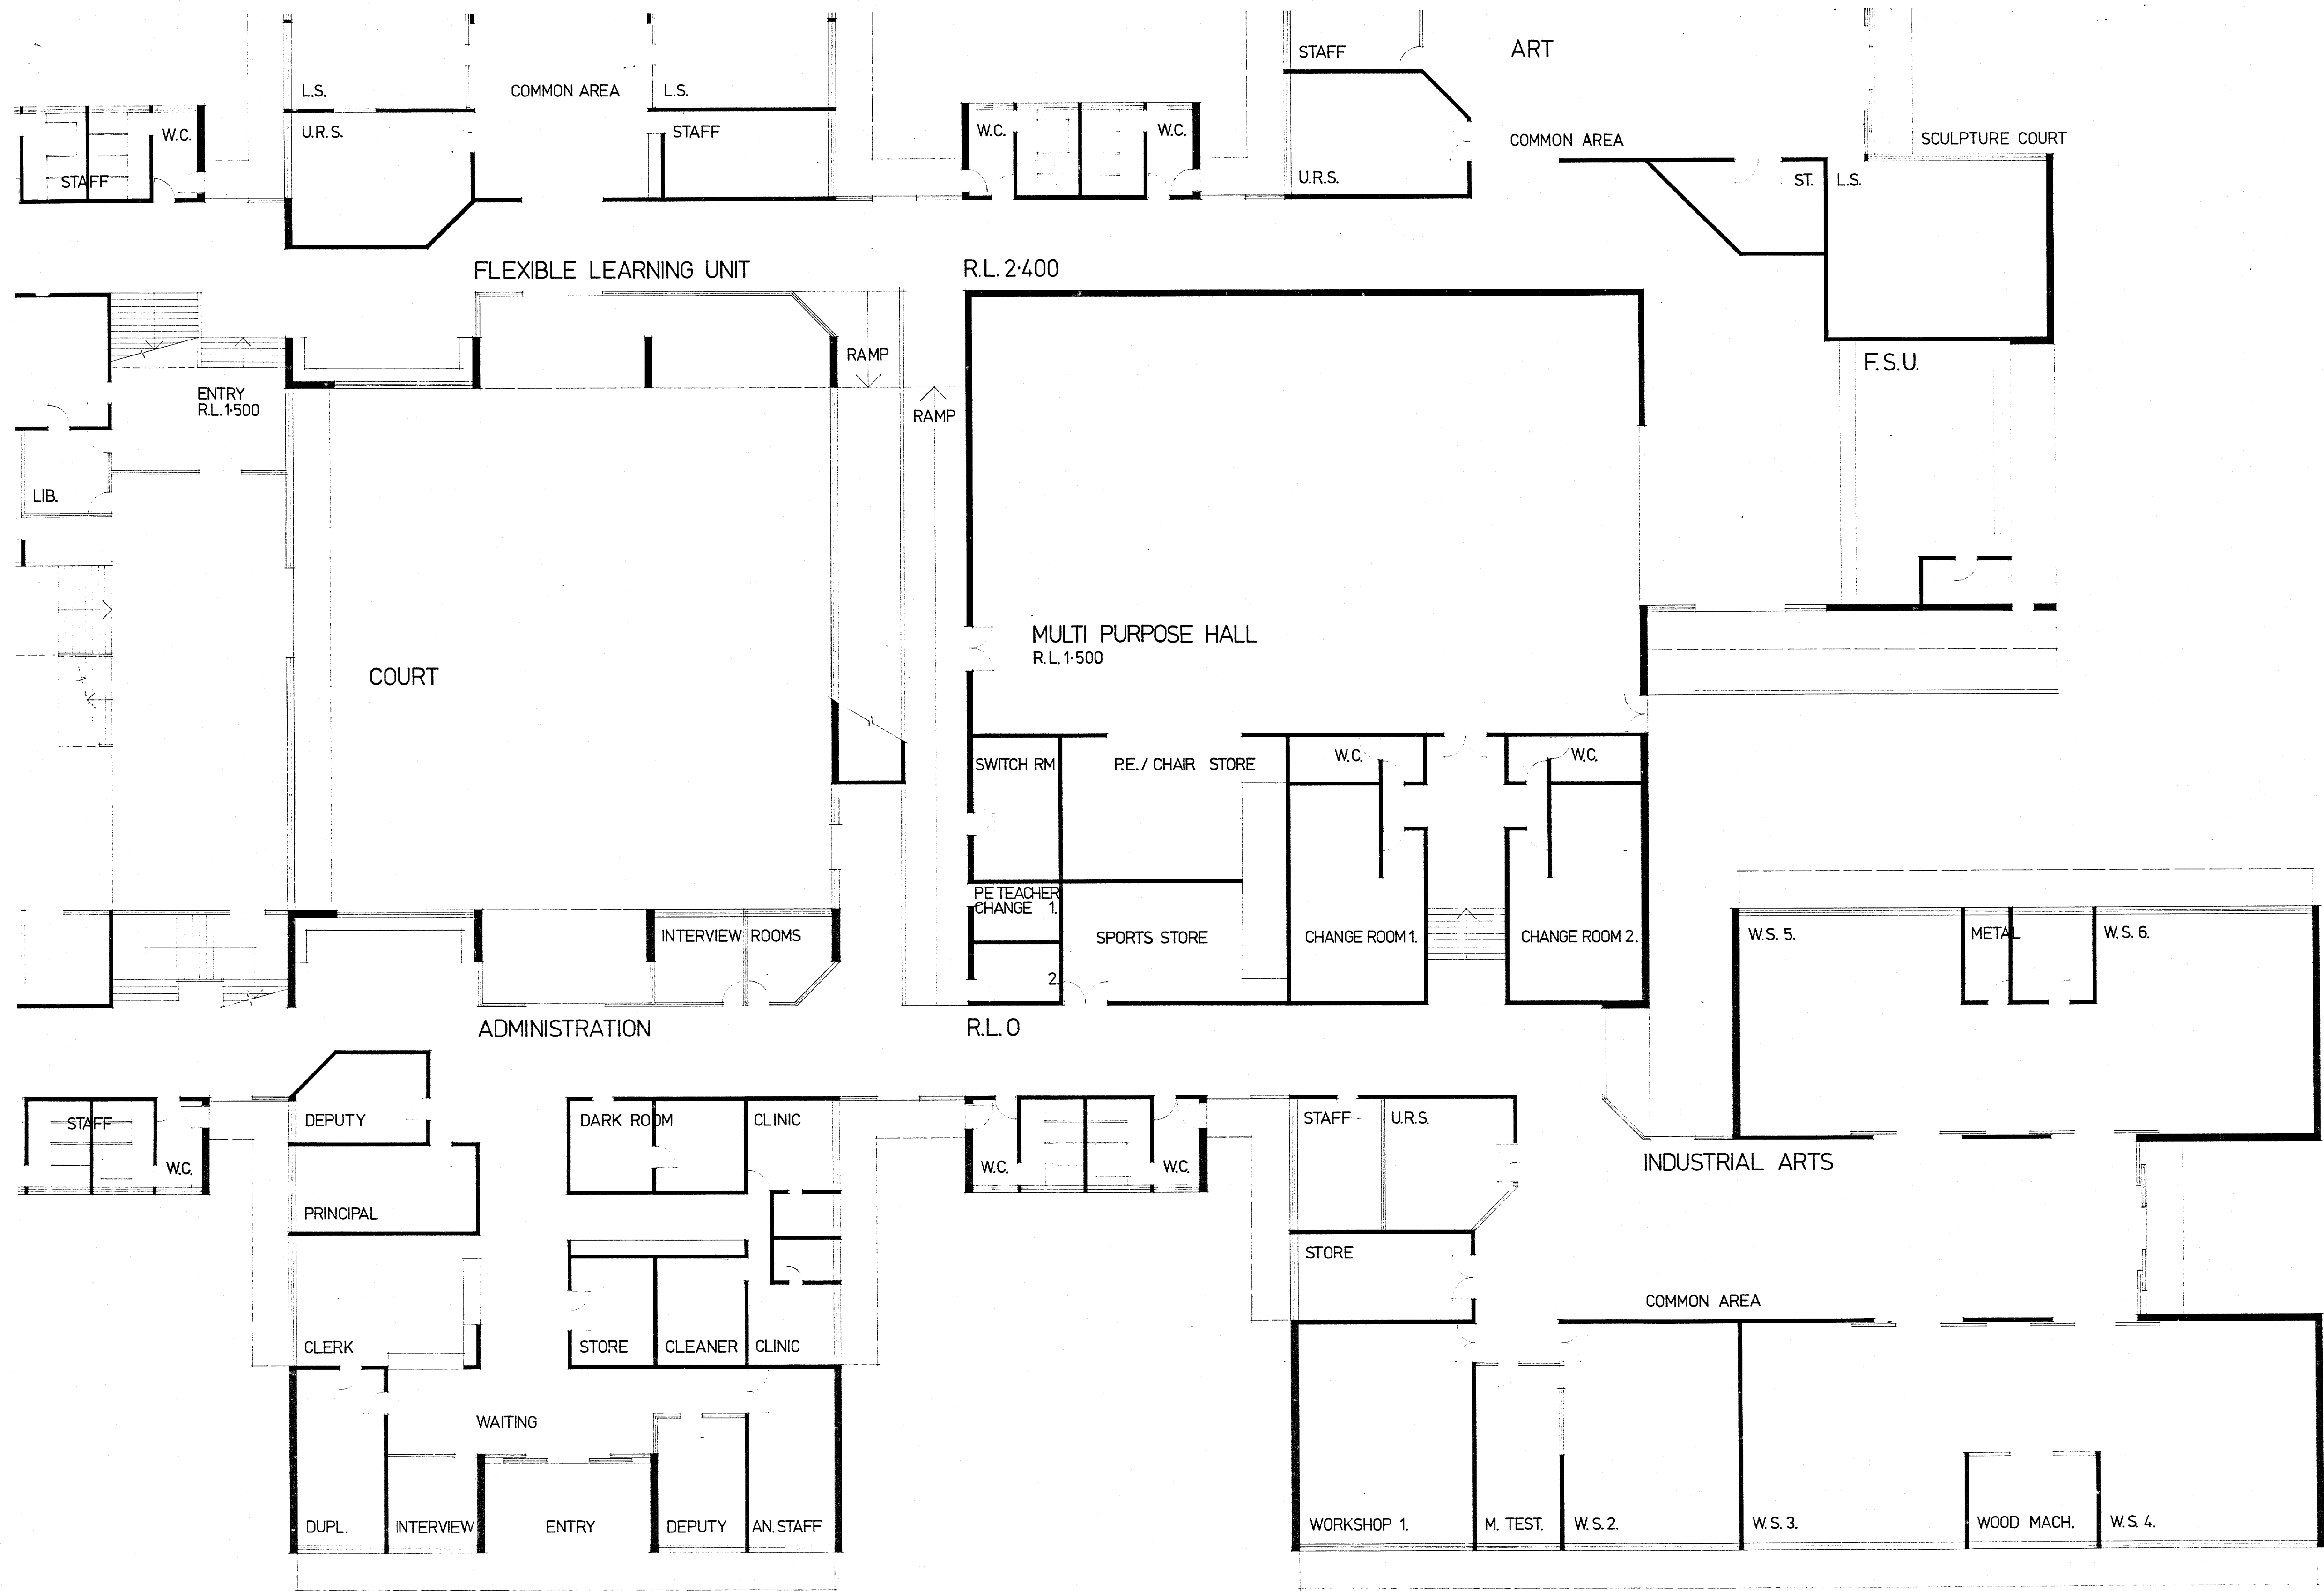 STAFF
ART
L.S.
COMMON AREA
L.S.
W.C.
U.R.S.
STAFF
W.C.
W.C.
COMMON AREA
SCULPTURE COURT
STAFF
U.R.S.
ST.
L.S.
FLEXIBLE LEARNING UNIT
R.L. 2·400
RAMP
F.S.U.
ENTRY
R.L. 1·500
RAMP
LIB.
MULTI PURPOSE HALL
R.L. 1·500
COURT
SWITCH RM
P.E. / CHAIR STORE
W.C.
W.C.
PE TEACHER
CHANGE 1.
INTERVIEW ROOMS
SPORTS STORE
CHANGE ROOM 1.
CHANGE ROOM 2.
W.S. 5.
METAL
W.S. 6.
2.
ADMINISTRATION
R.L. 0
STAFF
DEPUTY
DARK ROOM
CLINIC
STAFF
U.R.S.
W.C.
W.C.
W.C.
INDUSTRIAL ARTS
PRINCIPAL
STORE
COMMON AREA
CLERK
STORE
CLEANER
CLINIC
WAITING
DUPL.
INTERVIEW
ENTRY
DEPUTY
AN. STAFF
WORKSHOP 1.
M. TEST.
W.S. 2.
W.S. 3.
WOOD MACH.
W.S. 4.